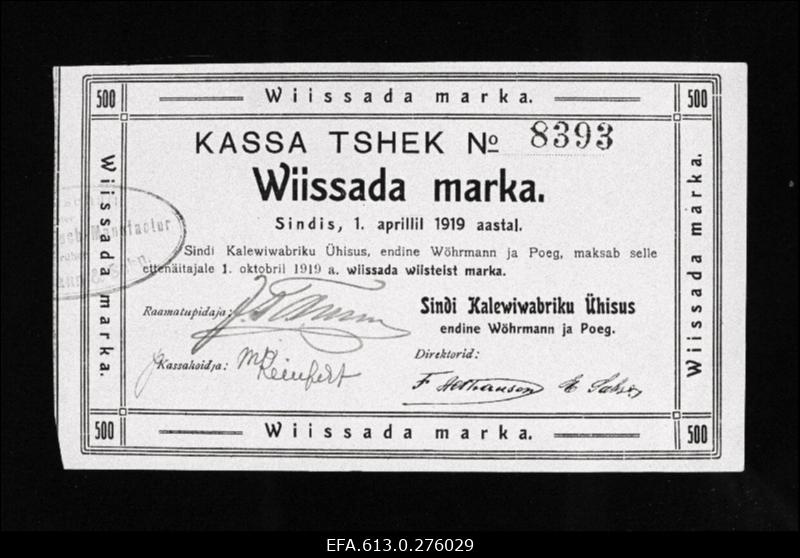 500 Wiissada marka. 500
KASSA TSHEK № 8393
Wiissada marka.
Sindis, 1. aprillil 1919 aastal.
Sindi Kalewiwabriku Ühisus, endine Wöhrmann ja Poeg, maksab selle
ettenäitajale 1. oktobril 1919 a. wiissada wiisteist marka.
Raamatupidaja:
Sindi Kalewiwabriku Ühisus
endine Wöhrmann ja Poeg.
Kassahoidja:
Direktorid:
Wiissada marka.
Wiissada marka.
500 Wiissada marka. 500
EFA.613.0.276029